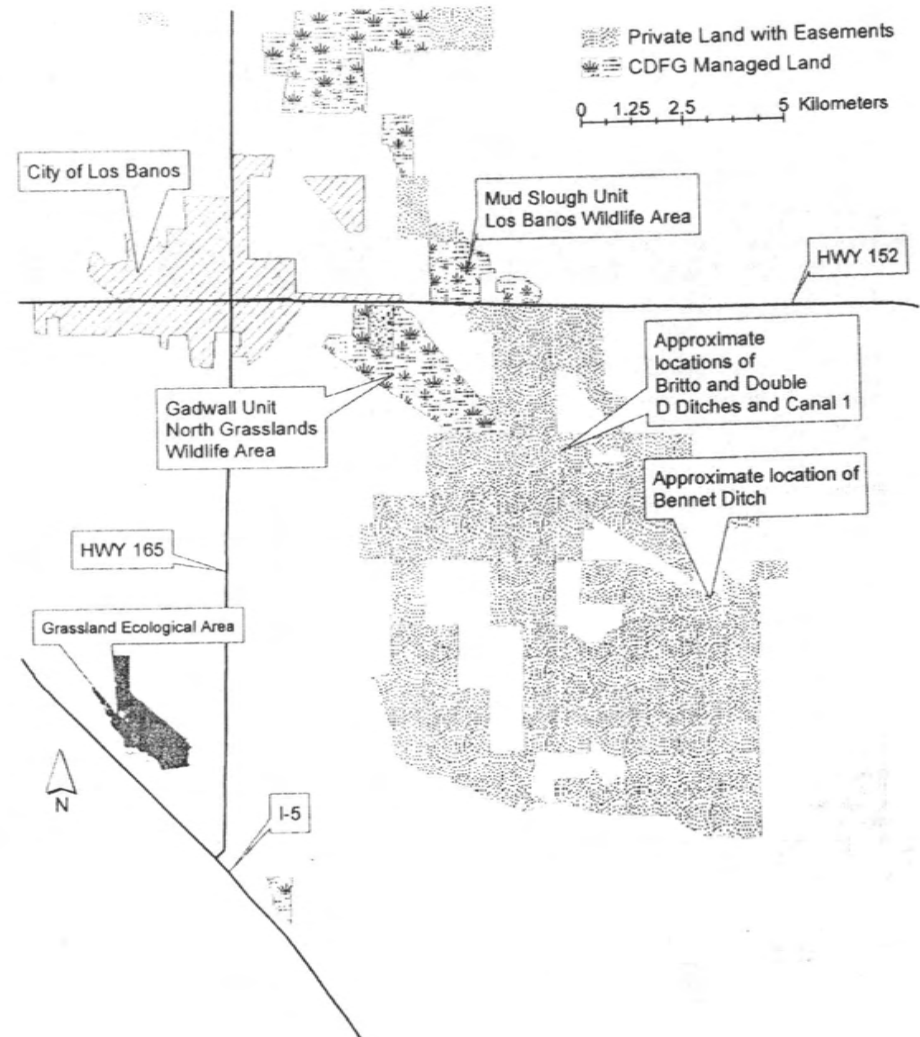 Private Land with Easements
CDFG Managed Land
0 1.25 2.5 5 Kilometers
City of Los Banos
Mud Slough Unit
Los Banos Wildlife Area
HWY 152
Approximate
locations of
Britto and Double
D Ditches and Canal 1
Gadwall Unit
North Grasslands
Wildlife Area
Approximate location of
Bennet Ditch
HWY 165
Grassland Ecological Area
N
I-5